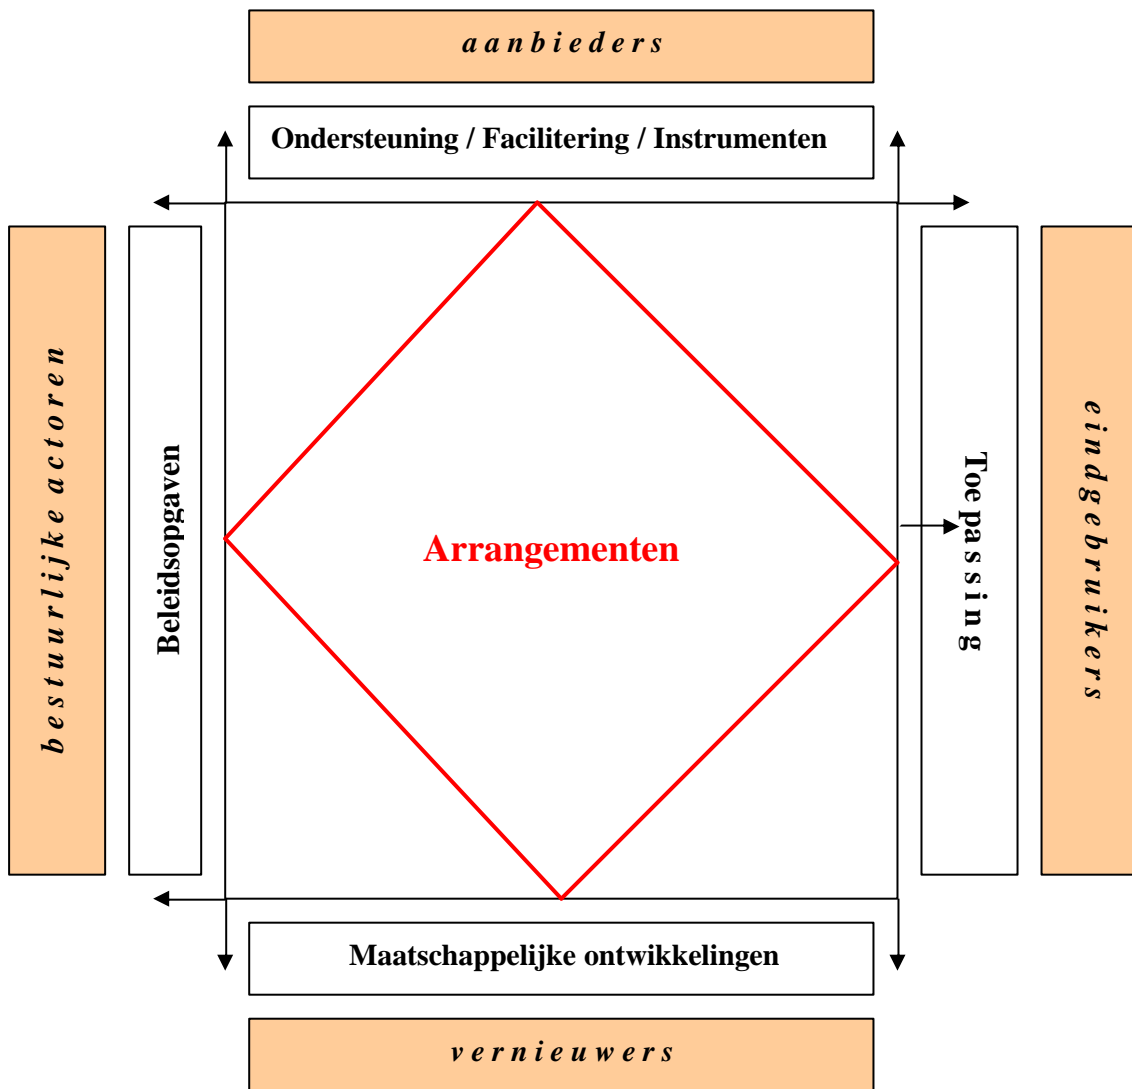 aanbieders
Ondersteuning / Facilitering / Instrumenten
bestuurlijke actoren
Beleidsopgaven
Arrangementen
Toepassing
eindgebruikers
Maatschappelijke ontwikkelingen
vernieuwers